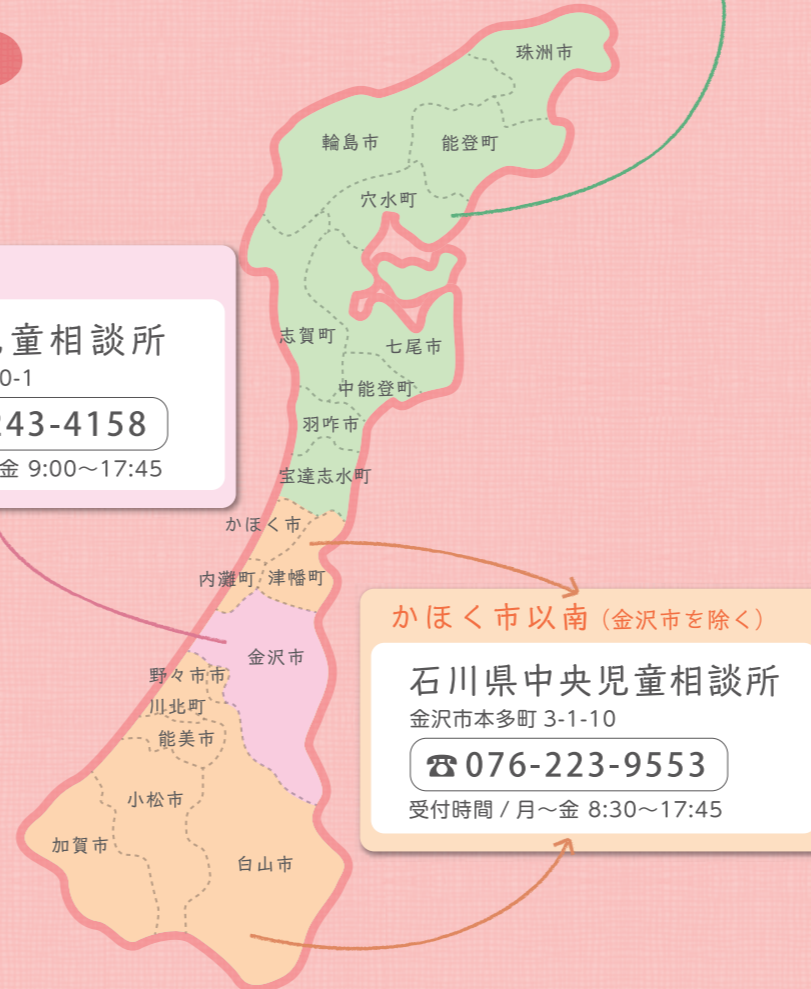 珠洲市
輪島市
能登町
穴水町
志賀町
七尾市
中能登町
羽咋市
宝達志水町
かほく市
内灘町
津幡町
金沢市
野々市市
川北町
能美市
小松市
加賀市
白山市
童相談所
0-1
243-4158
金 9:00〜17:45
かほく市以南（金沢市を除く）
石川県中央児童相談所
金沢市本多町 3-1-10
☎076-223-9553
受付時間 / 月〜金 8:30〜17:45